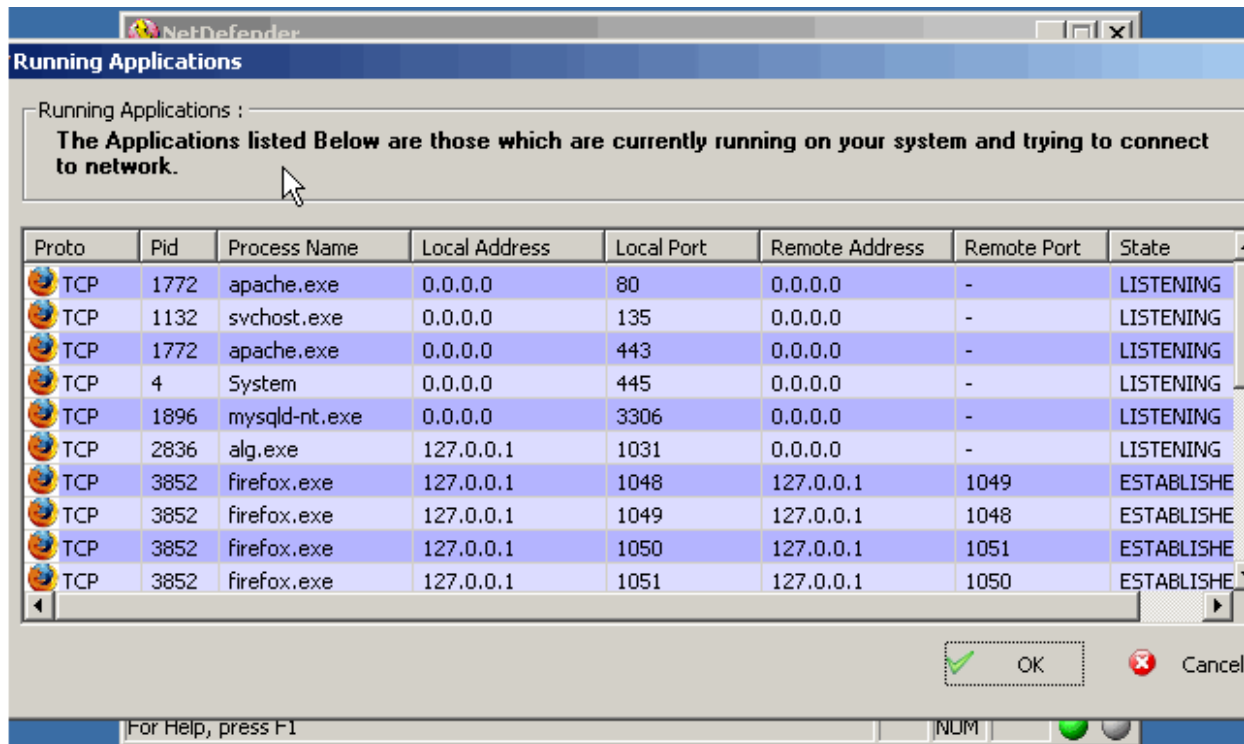 NetDefender
Running Applications
Running Applications :
The Applications listed Below are those which are currently running on your system and trying to connect
to network.
Proto Pid Process Name Local Address Local Port Remote Address Remote Port State
TCP 1772 apache.exe 0.0.0.0 80 0.0.0.0 - LISTENING
TCP 1132 svchost.exe 0.0.0.0 135 0.0.0.0 - LISTENING
TCP 1772 apache.exe 0.0.0.0 443 0.0.0.0 - LISTENING
TCP 4 System 0.0.0.0 445 0.0.0.0 - LISTENING
TCP 1896 mysqld-nt.exe 0.0.0.0 3306 0.0.0.0 - LISTENING
TCP 2836 alg.exe 127.0.0.1 1031 0.0.0.0 - LISTENING
TCP 3852 firefox.exe 127.0.0.1 1048 127.0.0.1 1049 ESTABLISHE
TCP 3852 firefox.exe 127.0.0.1 1049 127.0.0.1 1048 ESTABLISHE
TCP 3852 firefox.exe 127.0.0.1 1050 127.0.0.1 1051 ESTABLISHE
TCP 3852 firefox.exe 127.0.0.1 1051 127.0.0.1 1050 ESTABLISHE
OK Cancel
For Help, press F1 NUM